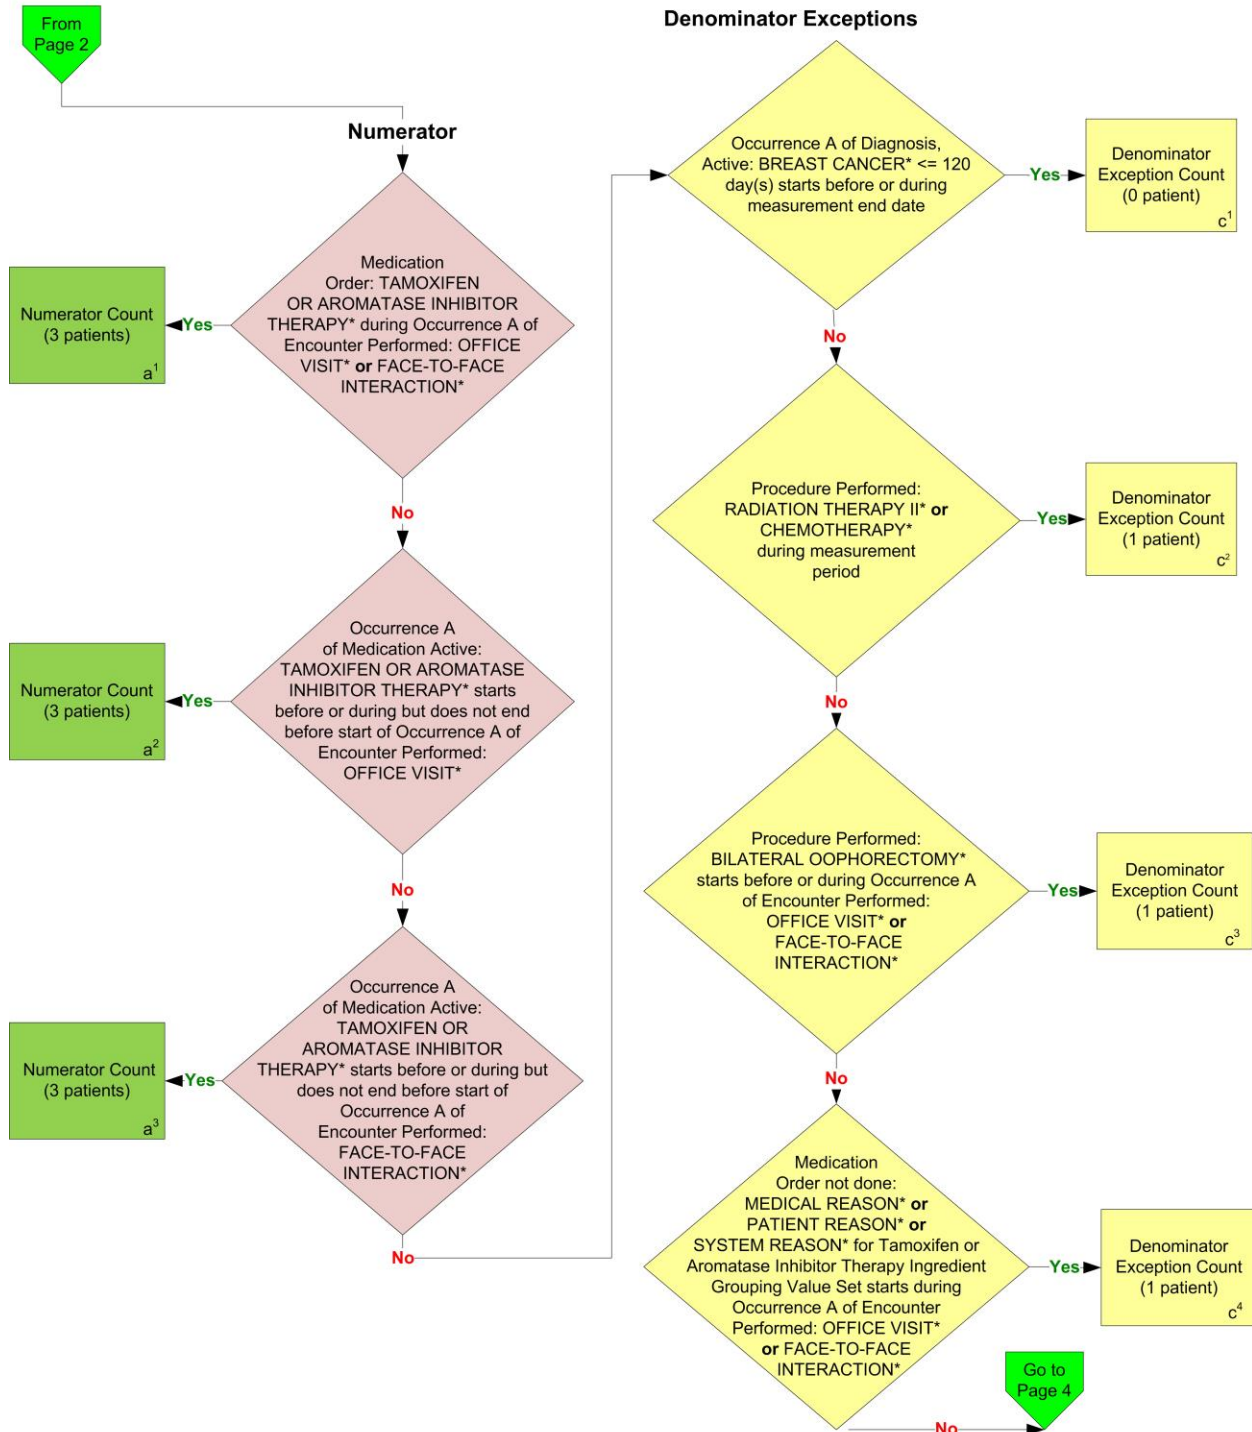 From
Page 2
Numerator
Medication
Order: TAMOXIFEN
OR AROMATASE INHIBITOR
THERAPY* during Occurrence A of
Encounter Performed: OFFICE
VISIT* or FACE-TO-FACE
INTERACTION*
Yes
Numerator Count
(3 patients)
a¹
No
Occurrence A
of Medication Active:
TAMOXIFEN OR AROMATASE
INHIBITOR THERAPY* starts
before or during but does not end
before start of Occurrence A of
Encounter Performed:
OFFICE VISIT*
Yes
Numerator Count
(3 patients)
a²
No
Occurrence A
of Medication Active:
TAMOXIFEN OR
AROMATASE INHIBITOR
THERAPY* starts before or during but
does not end before start of
Occurrence A of
Encounter Performed:
FACE-TO-FACE
INTERACTION*
Yes
Numerator Count
(3 patients)
a³
No
Denominator Exceptions
Occurrence A of Diagnosis,
Active: BREAST CANCER* <= 120
day(s) starts before or during
measurement end date
Yes
Denominator
Exception Count
(0 patient)
c¹
No
Procedure Performed:
RADIATION THERAPY II* or
CHEMOTHERAPY*
during measurement
period
Yes
Denominator
Exception Count
(1 patient)
c²
No
Procedure Performed:
BILATERAL OOPHORECTOMY*
starts before or during Occurrence A
of Encounter Performed:
OFFICE VISIT* or
FACE-TO-FACE
INTERACTION*
Yes
Denominator
Exception Count
(1 patient)
c³
No
Medication
Order not done:
MEDICAL REASON* or
PATIENT REASON* or
SYSTEM REASON* for Tamoxifen or
Aromatase Inhibitor Therapy Ingredient
Grouping Value Set starts during
Occurrence A of Encounter
Performed: OFFICE VISIT*
or FACE-TO-FACE
INTERACTION*
Yes
Denominator
Exception Count
(1 patient)
c⁴
No
Go to
Page 4